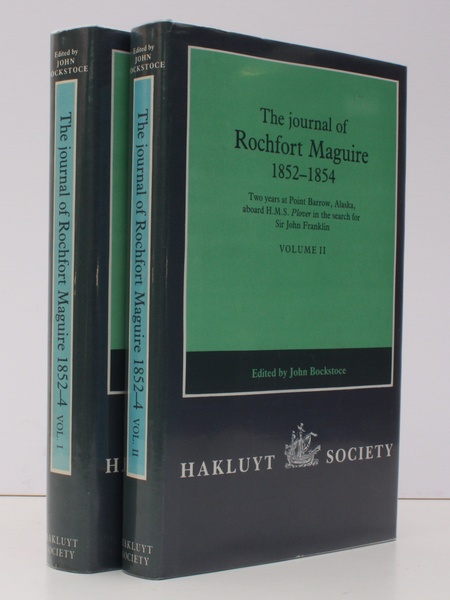 Edited by
JOHN
BOCKSTOCE
The journal of Rochfort Maguire 1852–4 VOL. I
HAKLUYT
SOCIETY
H
Edited by
JOHN
BOCKSTOCE
The journal of Rochfort Maguire 1852–4 VOL. II
HAKLUYT
SOCIETY
The journal of
Rochfort Maguire
1852–1854
Two years at Point Barrow, Alaska,
aboard H.M.S. Plover in the search for
Sir John Franklin
VOLUME II
Edited by John Bockstoce
HAKLUYT SOCIETY